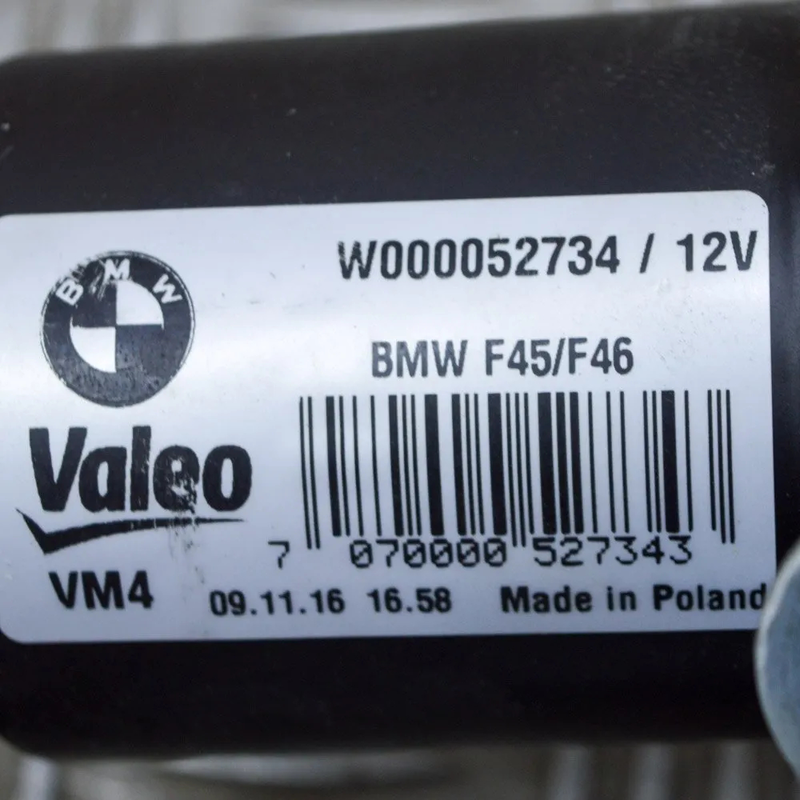 BMW
W000052734 / 12V
BMW F45/F46
Valeo
7 070000 527343
VM4
09.11.16 16.58 Made in Poland